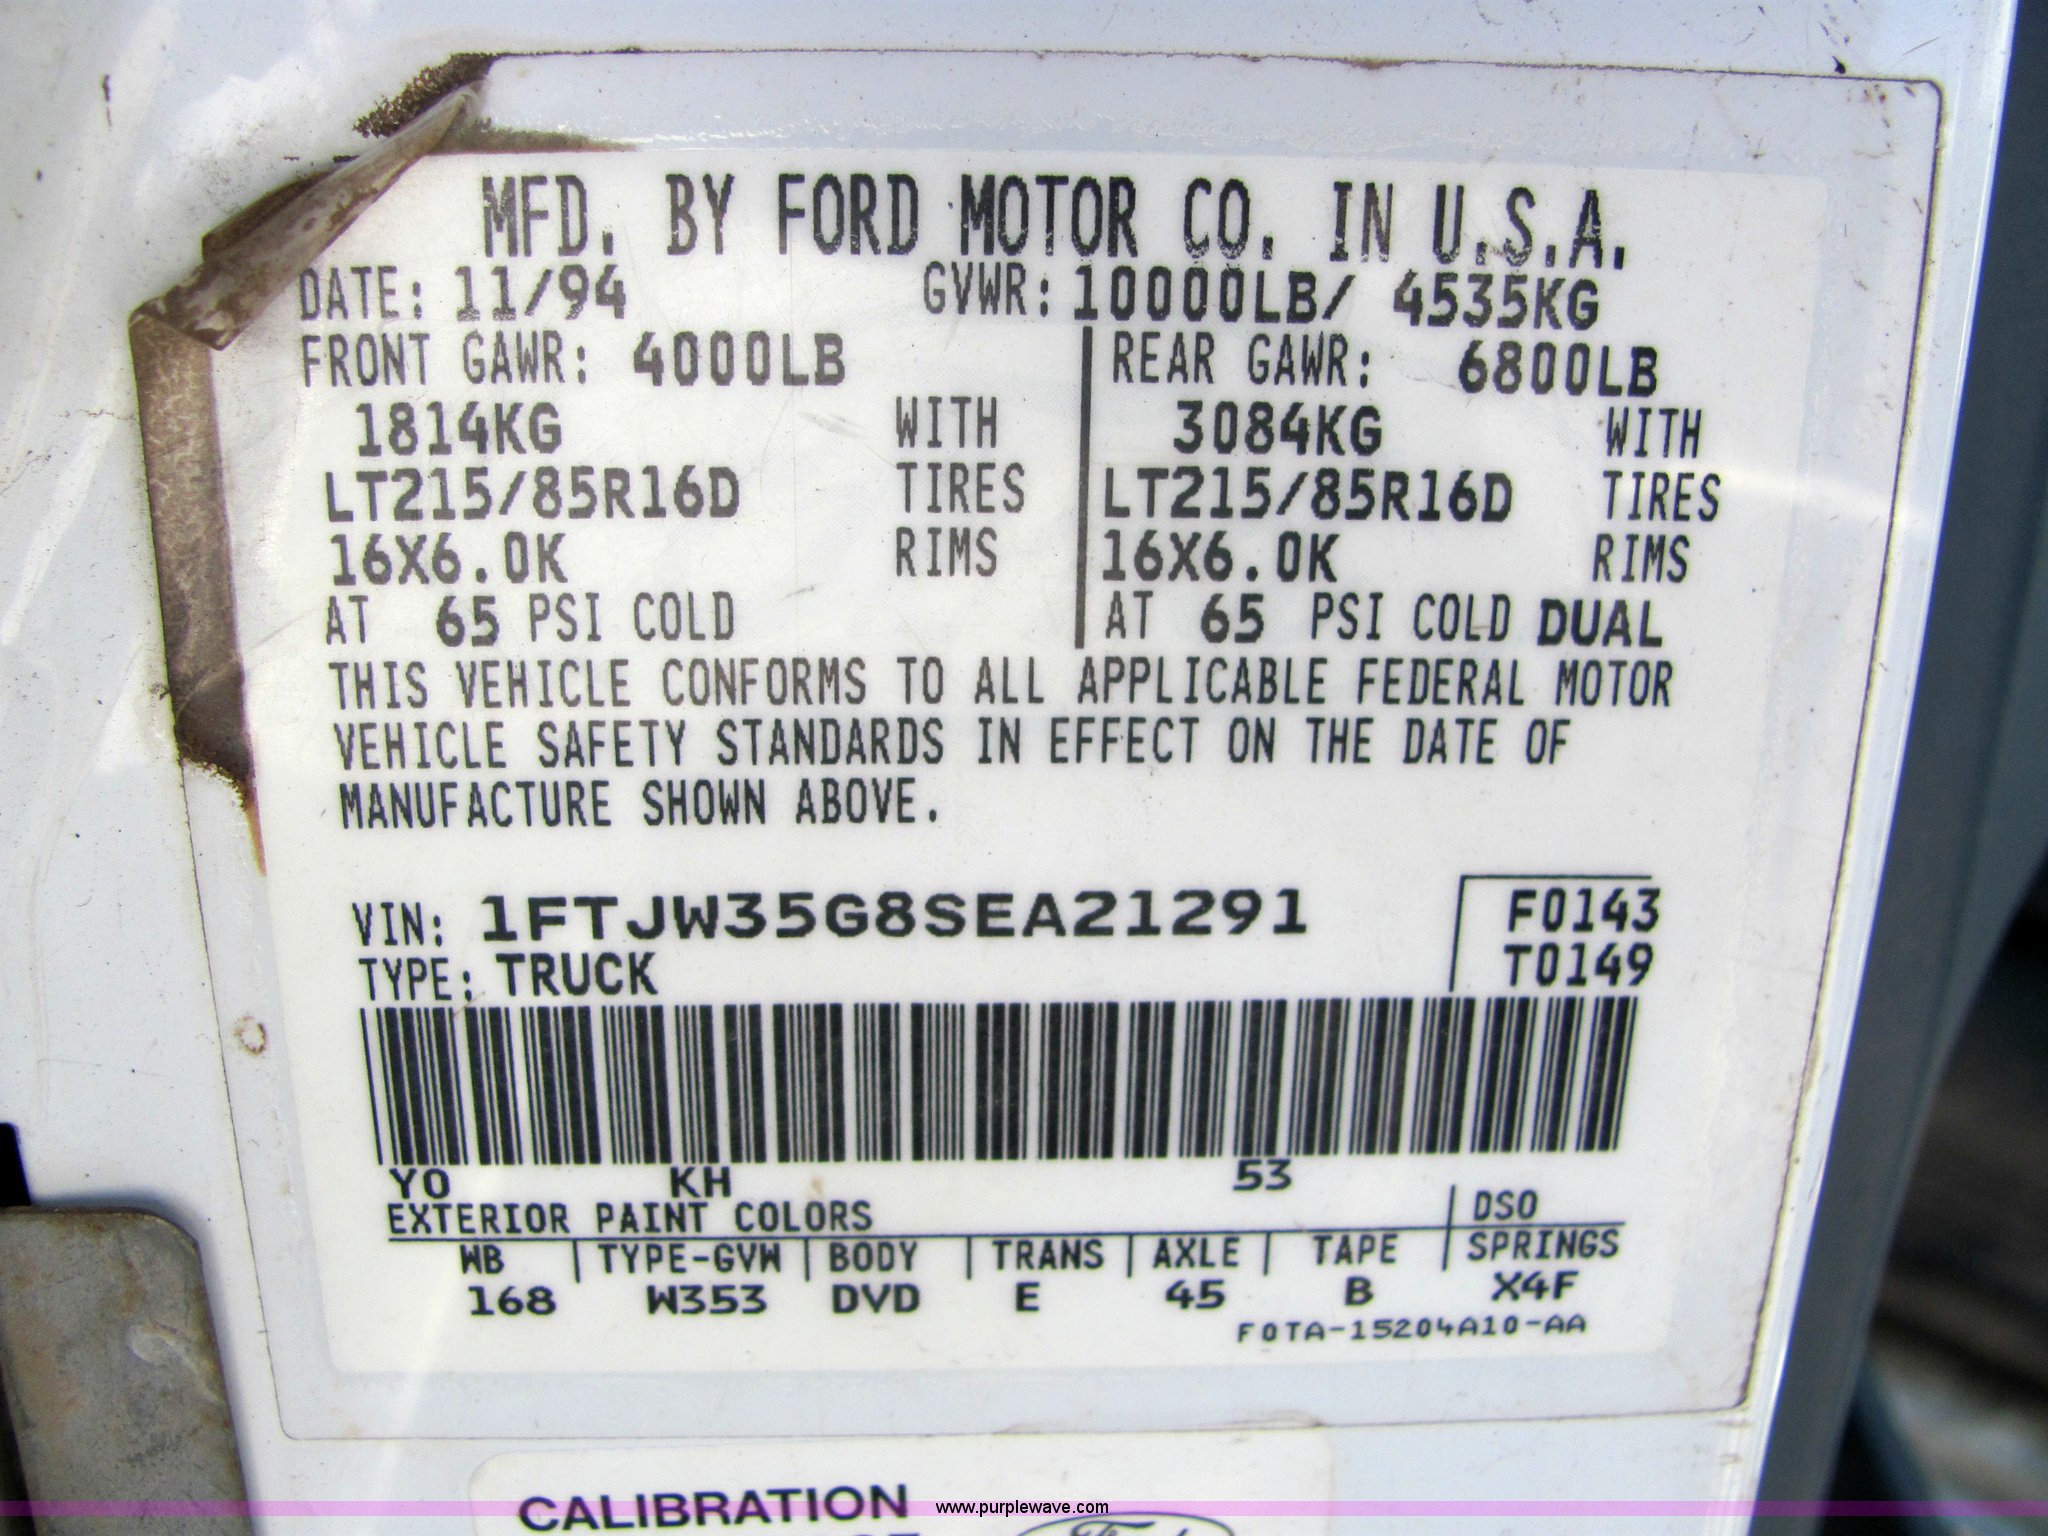 MFD. BY FORD MOTOR CO. IN U.S.A.
DATE: 11/94 GVWR: 10000LB/ 4535KG
FRONT GAWR: 4000LB REAR GAWR: 6800LB
1814KG WITH 3084KG WITH
LT215/85R16D TIRES LT215/85R16D TIRES
16X6.0K RIMS 16X6.0K RIMS
AT 65 PSI COLD AT 65 PSI COLD DUAL
THIS VEHICLE CONFORMS TO ALL APPLICABLE FEDERAL MOTOR
VEHICLE SAFETY STANDARDS IN EFFECT ON THE DATE OF
MANUFACTURE SHOWN ABOVE.
VIN: 1FTJW35G8SEA21291 F0143
TYPE: TRUCK T0149
YO KH 53
EXTERIOR PAINT COLORS DSO
WB TYPE-GVW BODY TRANS AXLE TAPE SPRINGS
168 W353 DVD E 45 B X4F
F0TA-15204A10-AA
CALIBRATION
www.purplewave.com
Ford